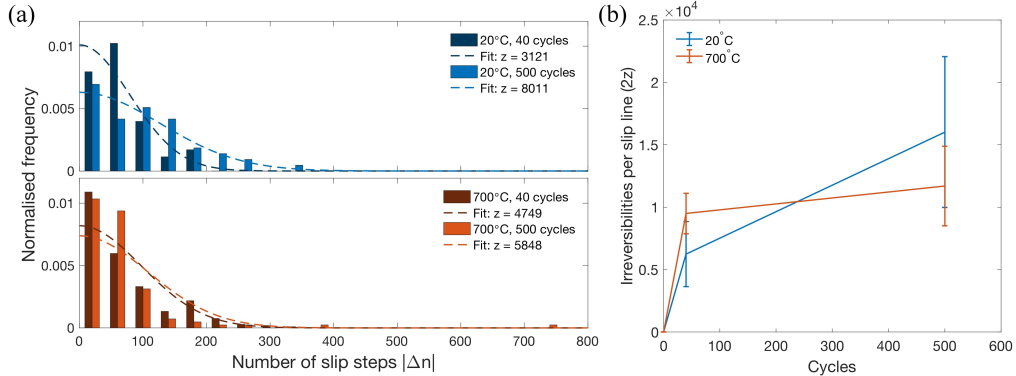 (a)
Normalised frequency
0.01
0.005
0
20°C, 40 cycles
Fit: z = 3121
20°C, 500 cycles
Fit: z = 8011
0.01
0.005
0
700°C, 40 cycles
Fit: z = 4749
700°C, 500 cycles
Fit: z = 5848
0 100 200 300 400 500 600 700 800
Number of slip steps |Δn|
(b)
×10⁴
Irreversibilities per slip line (2z)
2.5
2
1.5
1
0.5
0
20°C
700°C
0 100 200 300 400 500 600
Cycles